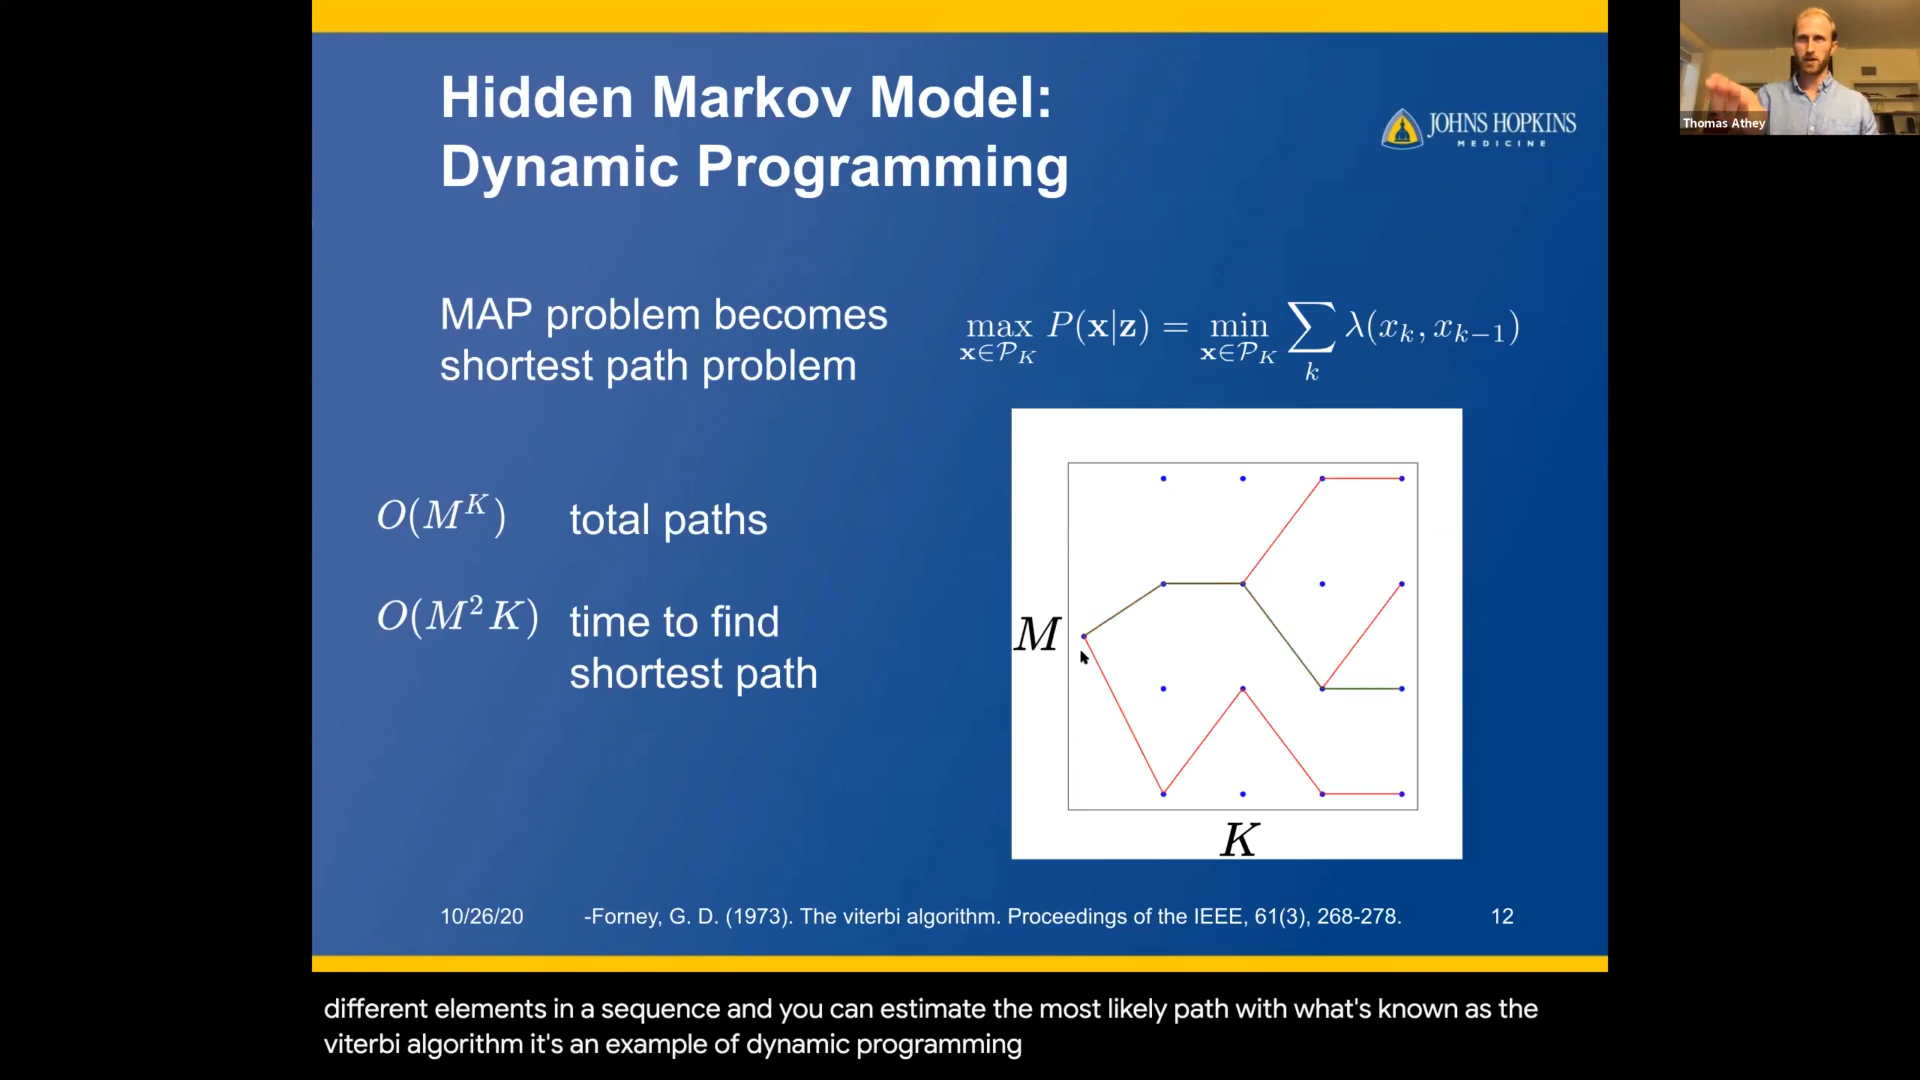 Hidden Markov Model:
Dynamic Programming
JOHNS HOPKINS
MEDICINE
Thomas Athey
MAP problem becomes
shortest path problem
max P(x|z) = min ∑ λ(x_k, x_{k−1})
x∈𝒫_K x∈𝒫_K k
O(M^K) total paths
O(M²K) time to find
shortest path
M
K
10/26/20 -Forney, G. D. (1973). The viterbi algorithm. Proceedings of the IEEE, 61(3), 268-278. 12
different elements in a sequence and you can estimate the most likely path with what's known as the
viterbi algorithm it's an example of dynamic programming